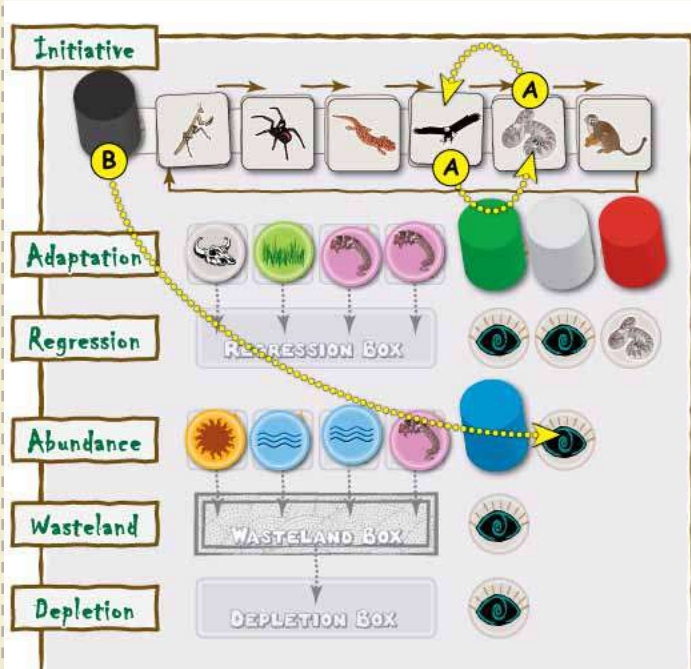 Initiative
A
B
A
Adaptation
Regression
REGRESSION BOX
Abundance
Wasteland
WASTELAND BOX
Depletion
DEPLETION BOX